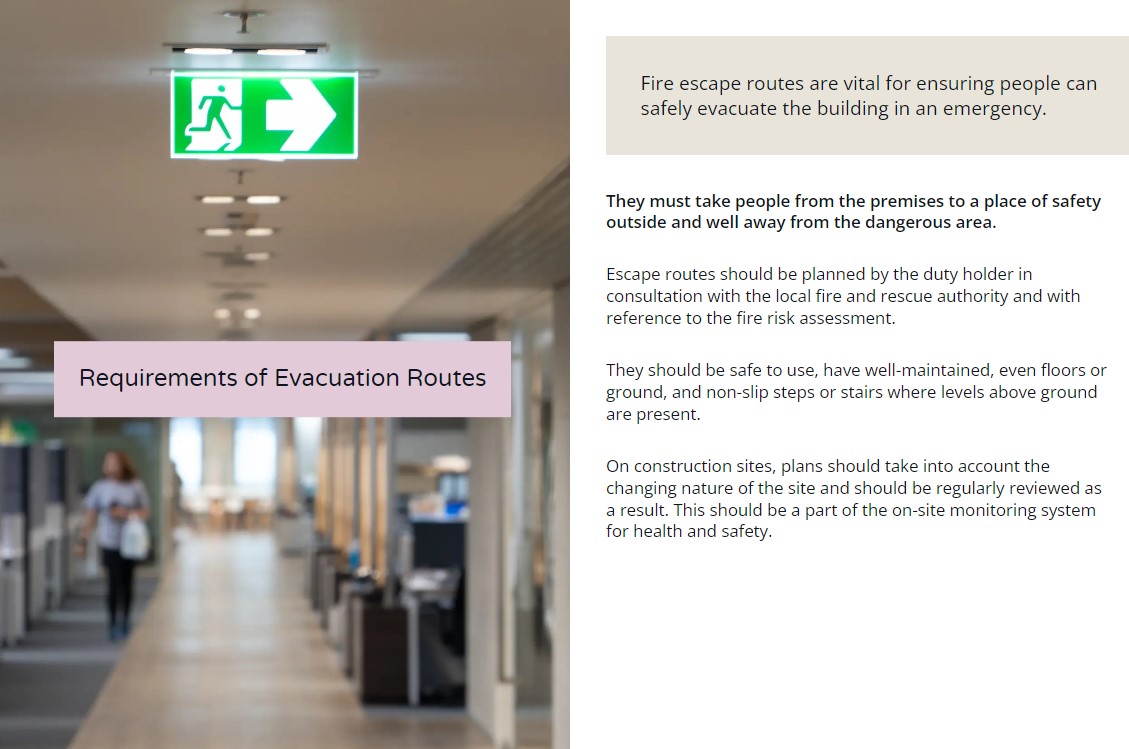 Requirements of Evacuation Routes
Fire escape routes are vital for ensuring people can
safely evacuate the building in an emergency.
They must take people from the premises to a place of safety
outside and well away from the dangerous area.
Escape routes should be planned by the duty holder in
consultation with the local fire and rescue authority and with
reference to the fire risk assessment.
They should be safe to use, have well-maintained, even floors or
ground, and non-slip steps or stairs where levels above ground
are present.
On construction sites, plans should take into account the
changing nature of the site and should be regularly reviewed as
a result. This should be a part of the on-site monitoring system
for health and safety.